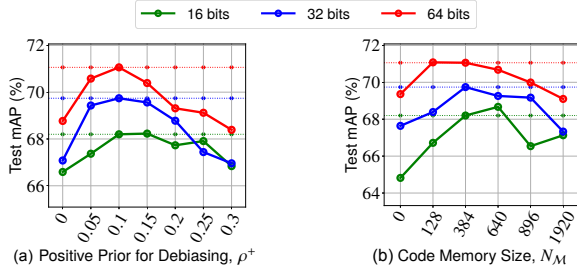 16 bits 32 bits 64 bits
Test mAP (%)
72
70
68
66
0 0.05 0.1 0.15 0.2 0.25 0.3
(a) Positive Prior for Debiasing, ρ⁺
Test mAP (%)
72
70
68
66
64
0 128 384 640 896 1920
(b) Code Memory Size, N_ℳ